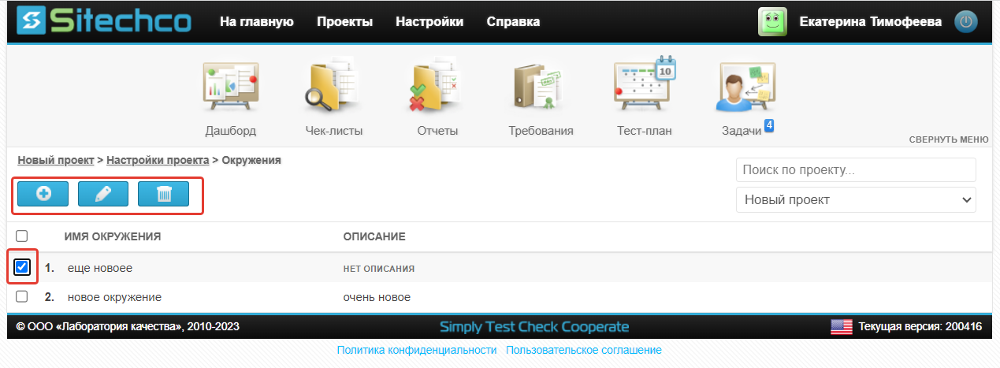 Sitechco На главную Проекты Настройки Справка Екатерина Тимофеева
10
Дашборд Чек-листы Отчеты Требования Тест-план Задачи 4
СВЕРНУТЬ МЕНЮ
Новый проект > Настройки проекта > Окружения
Поиск по проекту...
Новый проект
ИМЯ ОКРУЖЕНИЯ ОПИСАНИЕ
1. еще новоее НЕТ ОПИСАНИЯ
2. новое окружение очень новое
© ООО «Лаборатория качества», 2010-2023 Simply Test Check Cooperate Текущая версия: 200416
Политика конфиденциальности Пользовательское соглашение